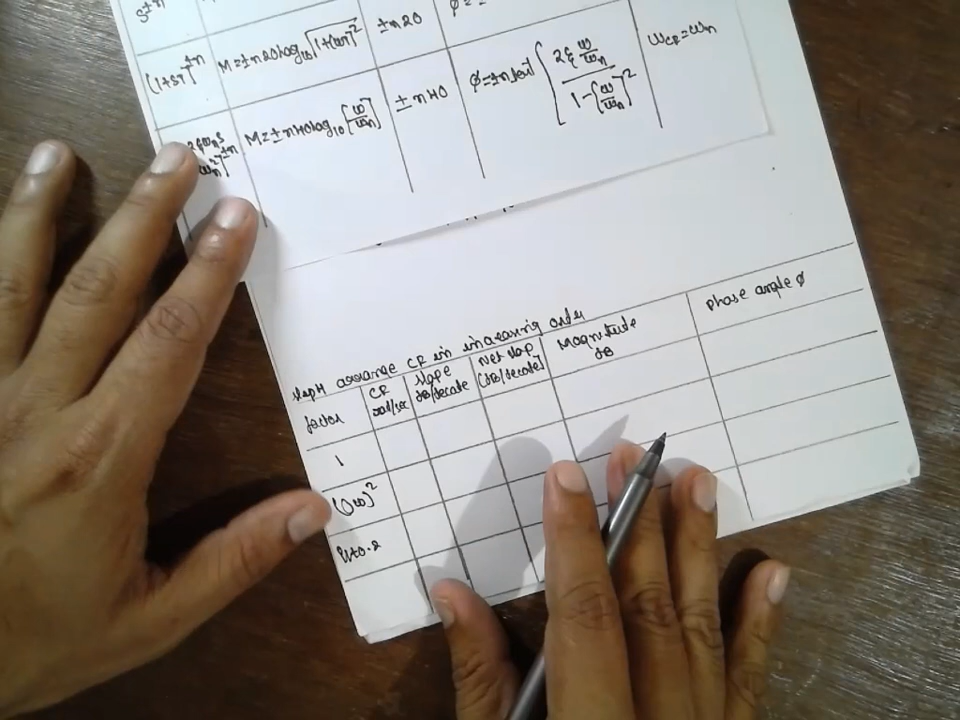 (1+ST)^±n M=±n20log₁₀√1+(ωT)² ±n20 φ=±
M=±n40log₁₀[ω/ωn] ±n40 φ=±n tan⁻¹[2ξ ω/ωn / 1-[ω/ωn]²] ωCF=ωn
2ξωnS
ωn²]^±n
arrange CF in increasing order
factor CF rad/sec slope dB/decade Net slop [dB/decade] Magnitude dB Phase angle φ
1
(jω)²